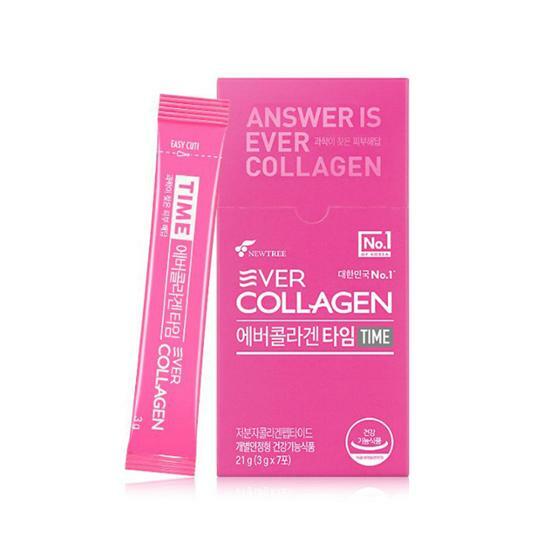 EASY CUT!
TIME
과학이 찾은 피부 해답
에버콜라겐 타임
EVER
COLLAGEN
3g
ANSWER IS
EVER 과학이 찾은 피부해답
COLLAGEN
NEWTREE
No.1
OF KOREA
EVER 대한민국 No.1*
COLLAGEN
에버콜라겐 타임 TIME
저분자콜라겐펩타이드
개별인정형 건강기능식품
21g (3g x 7포)
건강
기능식품